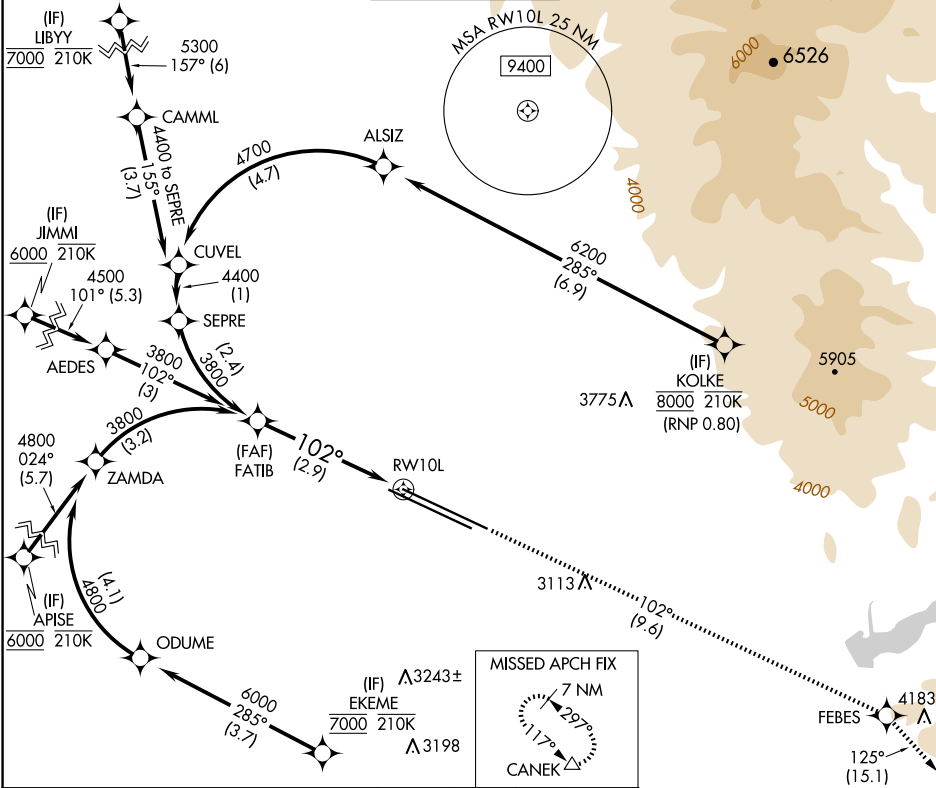 (IF)
LIBYY
7000 210K
5300
157° (6)
CAMML
4400 to SEPRE
155°
(3.7)
MSA RW10L 25 NM
9400
6000
6526
4000
ALSIZ
4700
(4.7)
6200
285°
(6.9)
(IF)
JIMMI
6000 210K
4500
101° (5.3)
CUVEL
4400
(1)
SEPRE
(2.4)
3800
AEDES
3800
102°
(3)
(IF)
KOLKE
8000 210K
(RNP 0.80)
3775
5905
5000
4000
4800
024°
(5.7)
3800
(3.2)
ZAMDA
(FAF)
FATIB
102°
(2.9)
RW10L
(IF)
APISE
6000 210K
(4.1)
4800
3113
102°
(9.6)
ODUME
6000
285°
(3.7)
(IF)
EKEME
7000 210K
3243±
3198
MISSED APCH FIX
7 NM
297°
117°
CANEK
FEBES
4183
125°
(15.1)